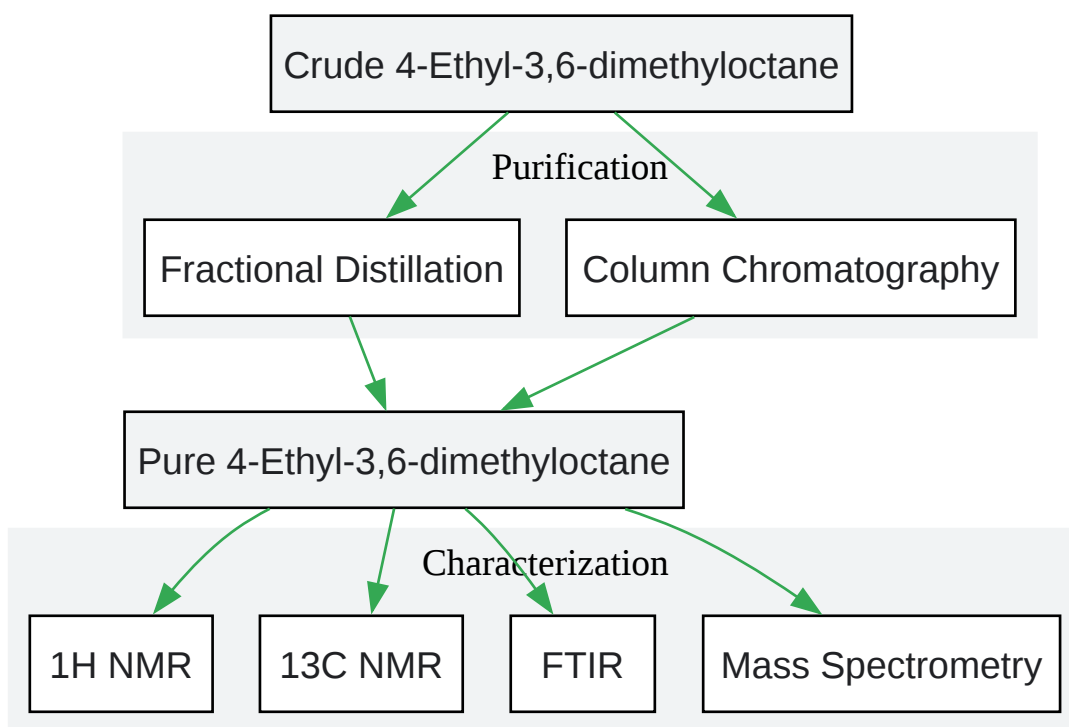 Crude 4-Ethyl-3,6-dimethyloctane
Purification
Fractional Distillation
Column Chromatography
Pure 4-Ethyl-3,6-dimethyloctane
Characterization
1H NMR
13C NMR
FTIR
Mass Spectrometry